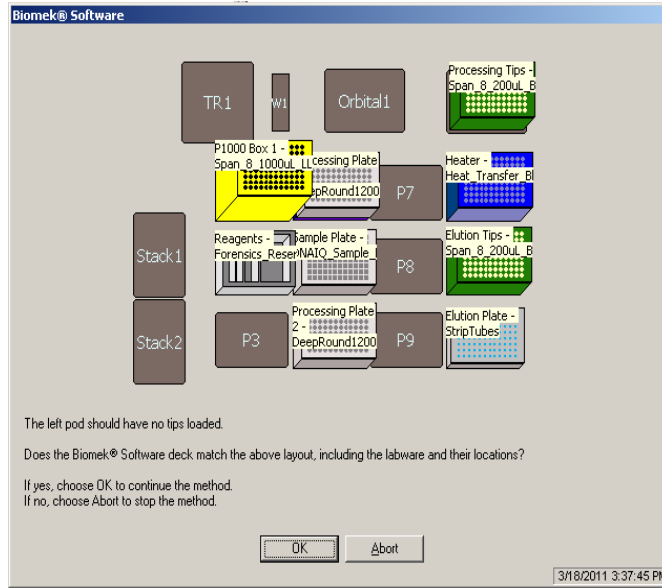 Biomek® Software
TR1
W1
Orbital1
Processing Tips -
Span_8_200uL_B
P1000 Box 1 -
Span_8_1000uL_LL
cessing Plate
epRound1200
P7
Heater -
Heat_Transfer_Bl
Stack1
Reagents -
Forensics_Reser
Sample Plate -
DNAIQ_Sample_
P8
Elution Tips -
Span_8_200uL_B
Stack2
P3
Processing Plate
2 -
DeepRound1200
P9
Elution Plate -
StripTubes
The left pod should have no tips loaded.
Does the Biomek® Software deck match the above layout, including the labware and their locations?
If yes, choose OK to continue the method.
If no, choose Abort to stop the method.
OK
Abort
3/18/2011 3:37:45 PM